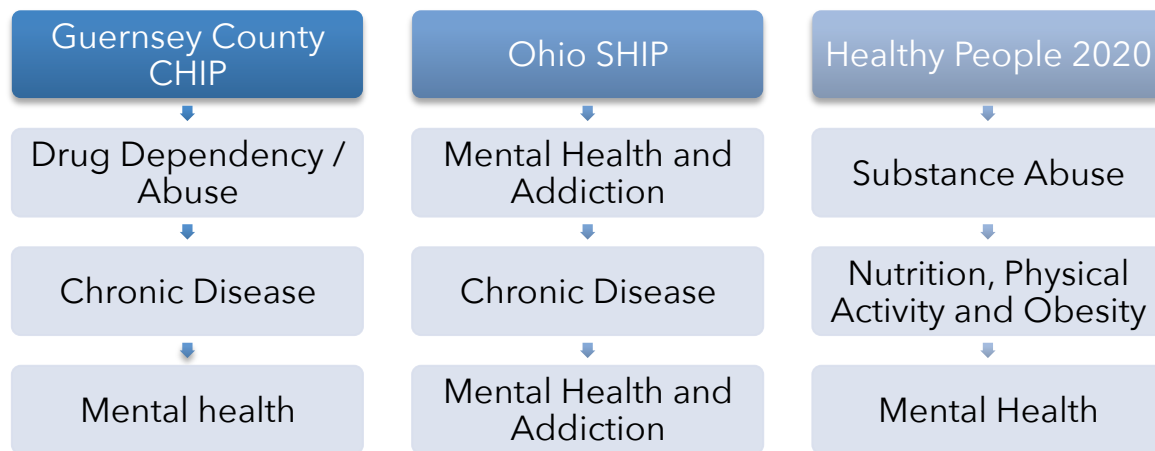 Guernsey County
CHIP
Drug Dependency /
Abuse
Chronic Disease
Mental health
Ohio SHIP
Mental Health and
Addiction
Chronic Disease
Mental Health and
Addiction
Healthy People 2020
Substance Abuse
Nutrition, Physical
Activity and Obesity
Mental Health